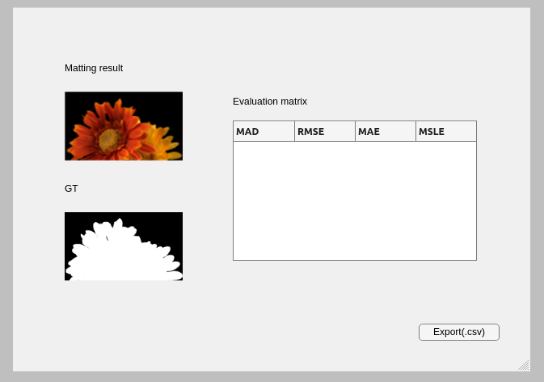 Matting result
Evaluation matrix
MAD RMSE MAE MSLE
GT
Export(.csv)